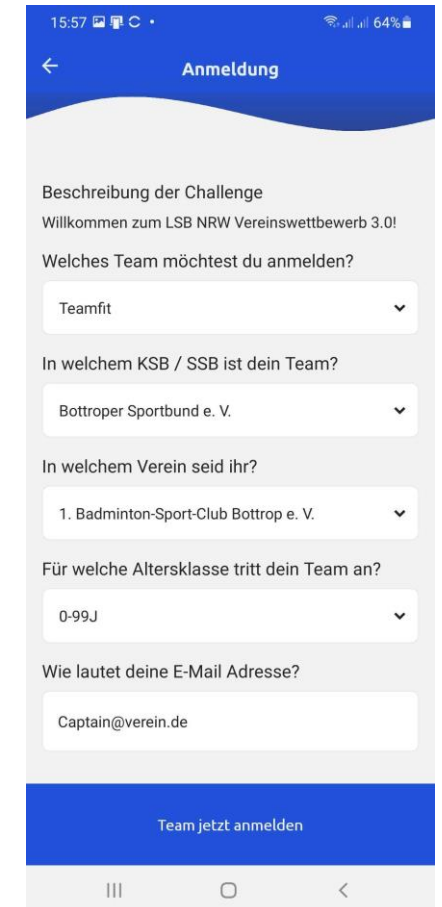 15:57 64%
Anmeldung
Beschreibung der Challenge
Willkommen zum LSB NRW Vereinswettbewerb 3.0!
Welches Team möchtest du anmelden?
Teamfit
In welchem KSB / SSB ist dein Team?
Bottroper Sportbund e. V.
In welchem Verein seid ihr?
1. Badminton-Sport-Club Bottrop e. V.
Für welche Altersklasse tritt dein Team an?
0-99J
Wie lautet deine E-Mail Adresse?
Captain@verein.de
Team jetzt anmelden